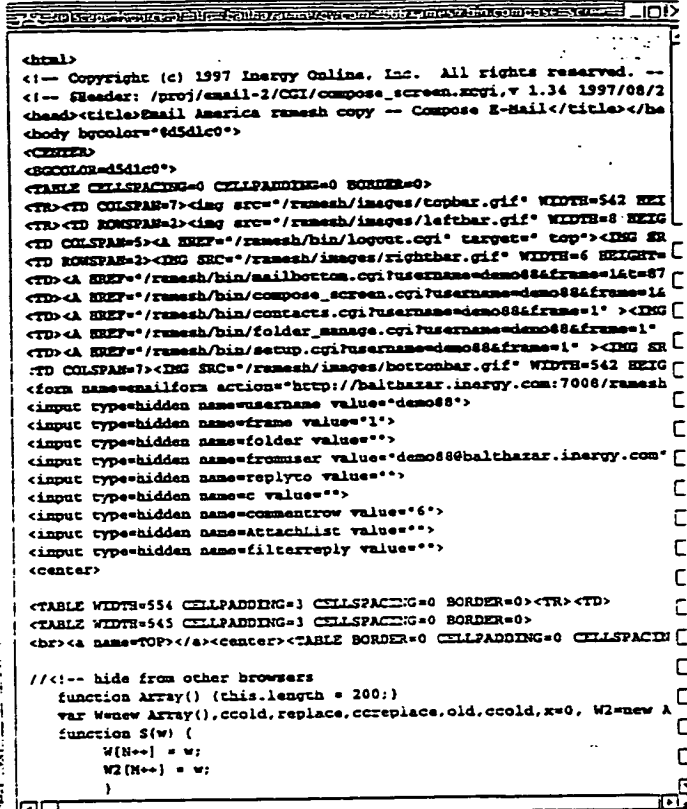 <html>
<!-- Copyright (c) 1997 Inergy Online, Inc.  All rights reserved. --
<!-- $Header: /proj/email-2/CGI/compose_screen.xcgi,v 1.34 1997/08/2
<head><title>Email America ramesh copy -- Compose E-Mail</title></he
<body bgcolor="#d5d1c0">
<CENTER>
<BGCOLOR=d5d1c0">
<TABLE CELLSPACING=0 CELLPADDING=0 BORDER=0>
<TR><TD COLSPAN=7><img src="/ramesh/images/topbar.gif" WIDTH=542 HEI
<TR><TD ROWSPAN=2><img src="/ramesh/images/leftbar.gif" WIDTH=8 HEIG
<TD COLSPAN=5><A HREF="/ramesh/bin/logout.cgi" target="_top"><IMG SR
<TD ROWSPAN=2><IMG SRC="/ramesh/images/rightbar.gif" WIDTH=6 HEIGHT=
<TD><A HREF="/ramesh/bin/mailbottom.cgi?username=demo88&frame=1&t=87
<TD><A HREF="/ramesh/bin/compose_screen.cgi?username=demo88&frame=1&
<TD><A HREF="/ramesh/bin/contacts.cgi?username=demo88&frame=1" ><IMG
<TD><A HREF="/ramesh/bin/folder_manage.cgi?username=demo88&frame=1"
<TD><A HREF="/ramesh/bin/setup.cgi?username=demo88&frame=1" ><IMG SR
<TD COLSPAN=7><IMG SRC="/ramesh/images/bottonbar.gif" WIDTH=542 HEIG
<form name=emailform action="http://balthazar.inergy.com:7008/ramesh
<input type=hidden name=username value="demo88">
<input type=hidden name=frame value="1">
<input type=hidden name=folder value="">
<input type=hidden name=fromuser value="demo88@balthazar.inergy.com"
<input type=hidden name=replyto value="">
<input type=hidden name=c value="">
<input type=hidden name=commentrow value="6">
<input type=hidden name=AttachList value="">
<input type=hidden name=filterreply value="">
<center>
<TABLE WIDTH=554 CELLPADDING=3 CELLSPACING=0 BORDER=0><TR><TD>
<TABLE WIDTH=545 CELLPADDING=3 CELLSPACING=0 BORDER=0>
<br><a name=TOP></a><center><TABLE BORDER=0 CELLPADDING=0 CELLSPACIN
//<!-- hide from other browsers
function Array() {this.length = 200;}
var W=new Array(),ccold,replace,ccreplace,old,ccold,x=0, W2=new A
function S(w) {
W[N++] = w;
W2[M++] = w;
}